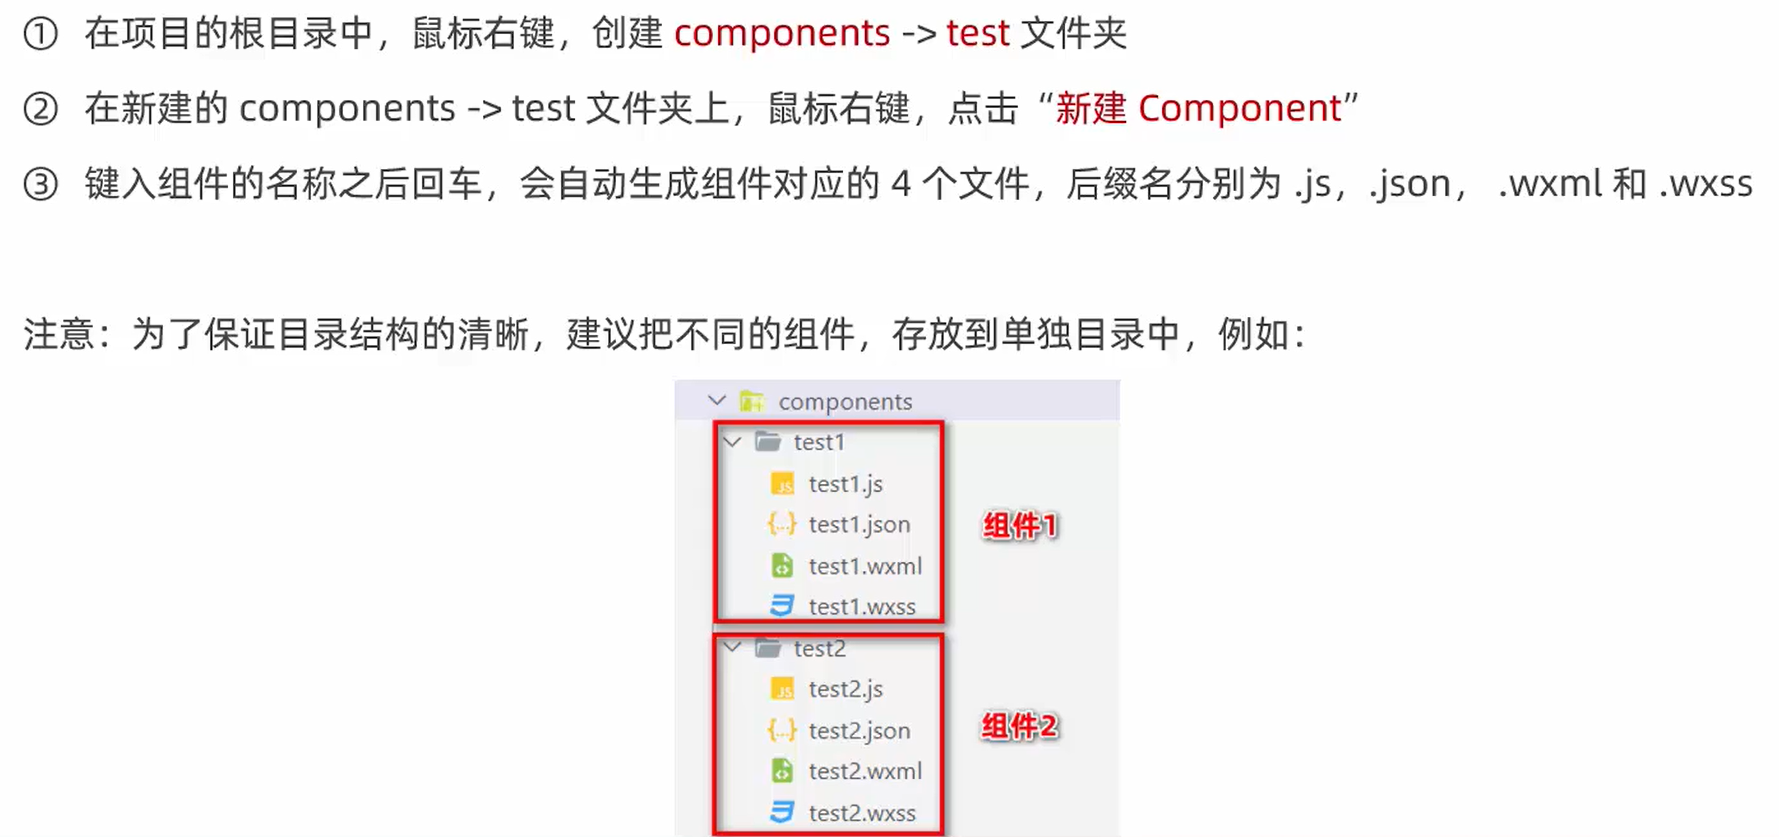 ① 在项目的根目录中，鼠标右键，创建 components -> test 文件夹
② 在新建的 components -> test 文件夹上，鼠标右键，点击“新建 Component”
③ 键入组件的名称之后回车，会自动生成组件对应的 4 个文件，后缀名分别为 .js，.json， .wxml 和 .wxss
注意：为了保证目录结构的清晰，建议把不同的组件，存放到单独目录中，例如：
components
test1
test1.js
test1.json
组件1
test1.wxml
test1.wxss
test2
test2.js
test2.json
组件2
test2.wxml
test2.wxss